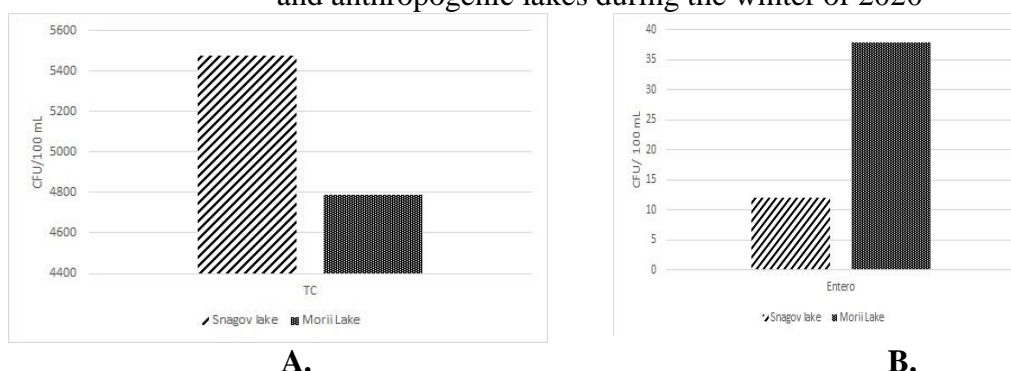 and anthropogenic lakes during the winter of 2020
5600
5400
5200
5000
4800
4600
4400
CFU/100 mL
TC
Snagov lake Morii Lake
A.
40
35
30
25
20
15
10
5
0
CFU/ 100 mL
Entero
Snagov lake Morii Lake
B.